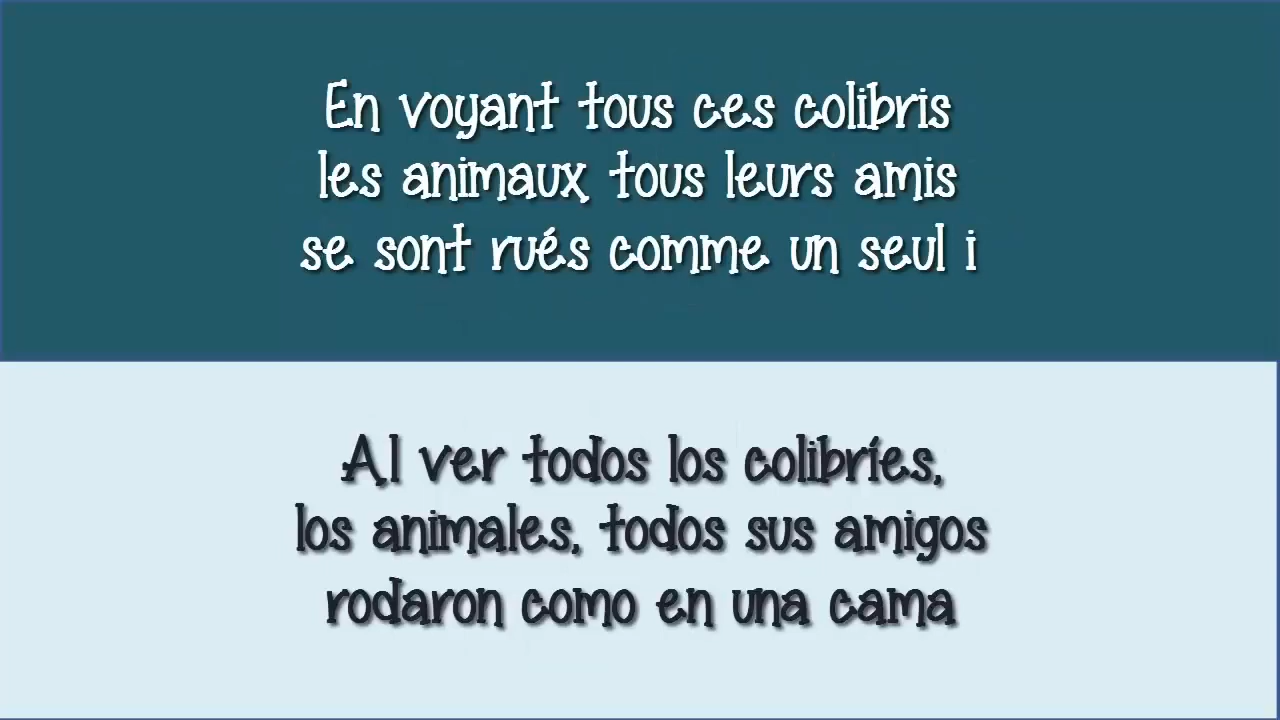 En voyant tous ces colibris
les animaux tous leurs amis
se sont rués comme un seul i
Al ver todos los colibríes,
los animales, todos sus amigos
rodaron como en una cama